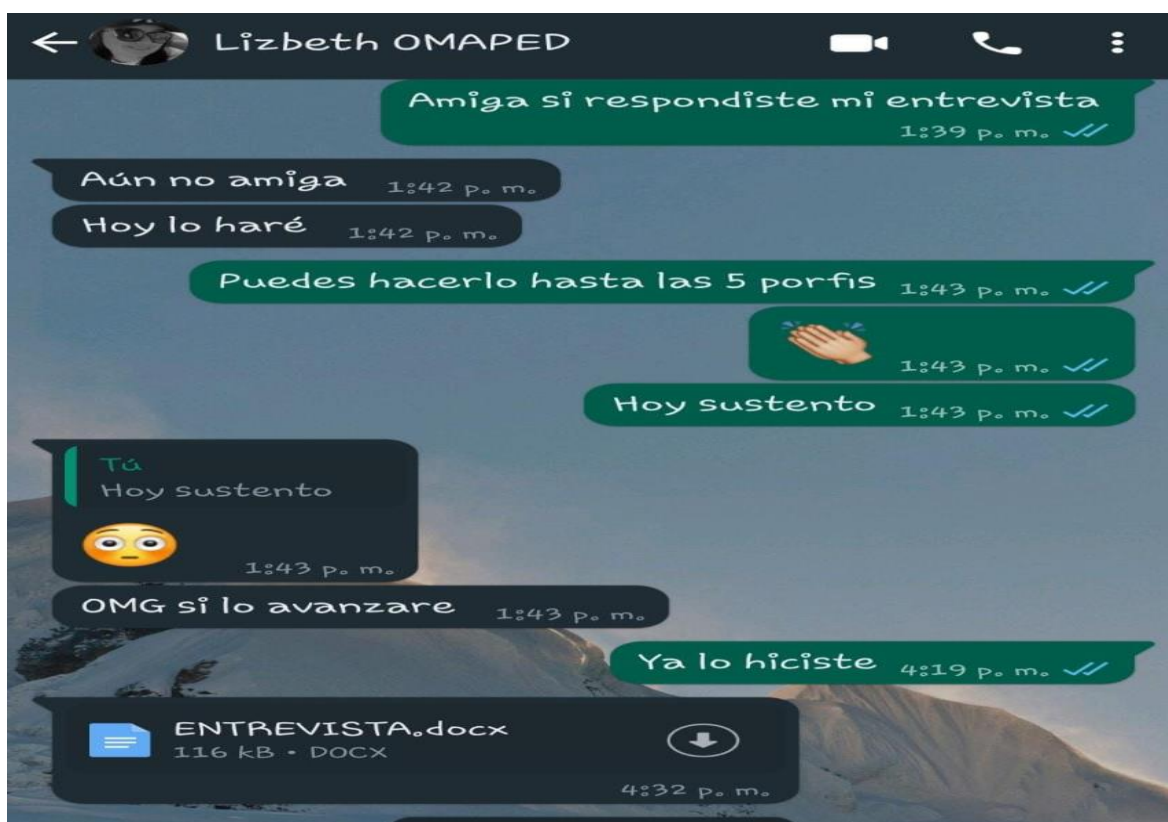 Lizbeth OMAPED
Amiga si respondiste mi entrevista
1:39 p. m.
Aún no amiga 1:42 p. m.
Hoy lo haré 1:42 p. m.
Puedes hacerlo hasta las 5 porfis 1:43 p. m.
1:43 p. m.
Hoy sustento 1:43 p. m.
Tú
Hoy sustento
1:43 p. m.
OMG si lo avanzare 1:43 p. m.
Ya lo hiciste 4:19 p. m.
ENTREVISTA.docx
116 kB • DOCX
4:32 p. m.